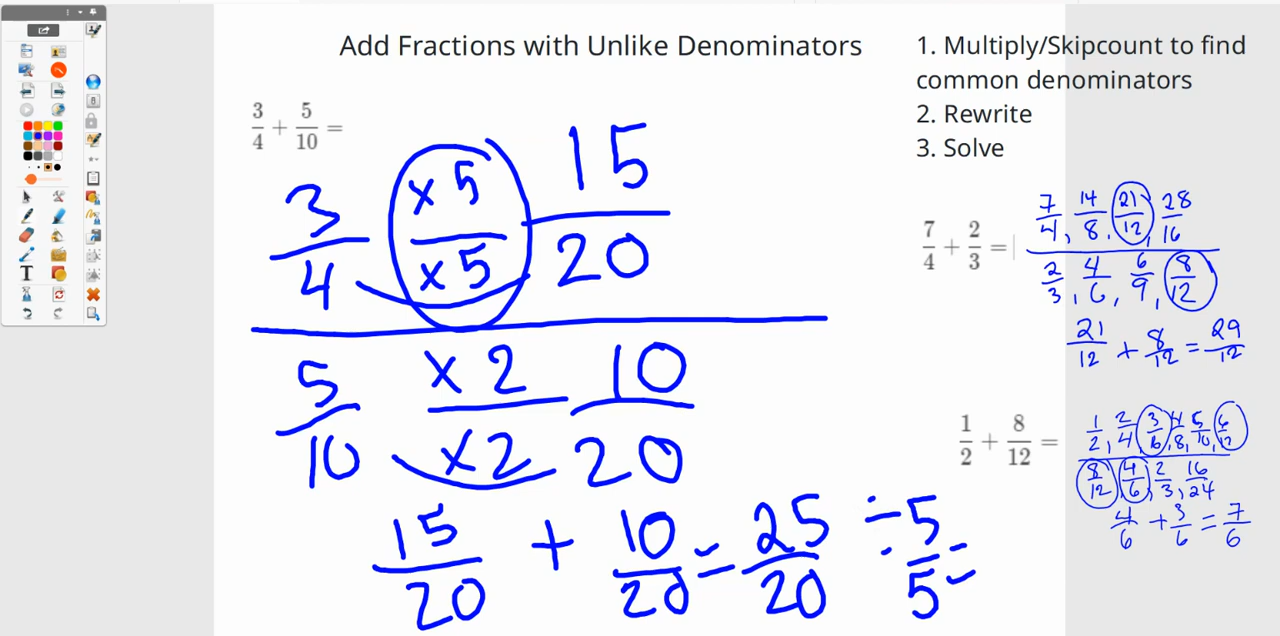 Add Fractions with Unlike Denominators
1. Multiply/Skipcount to find
common denominators
2. Rewrite
3. Solve
3/4 + 5/10 =
3/4 x5/x5 15/20
5/10 x2/x2 10/20
15/20 + 10/20 = 25/20 ÷5/÷5 =
7/4 + 2/3 =
7/4, 14/8, 21/12, 28/16
2/3, 4/6, 6/9, 8/12
21/12 + 8/12 = 29/12
1/2 + 8/12 =
1/2, 2/4, 3/6, 4/8, 5/10, 6/12
8/12, 4/6, 2/3, 16/24
4/6 + 3/6 = 7/6
T